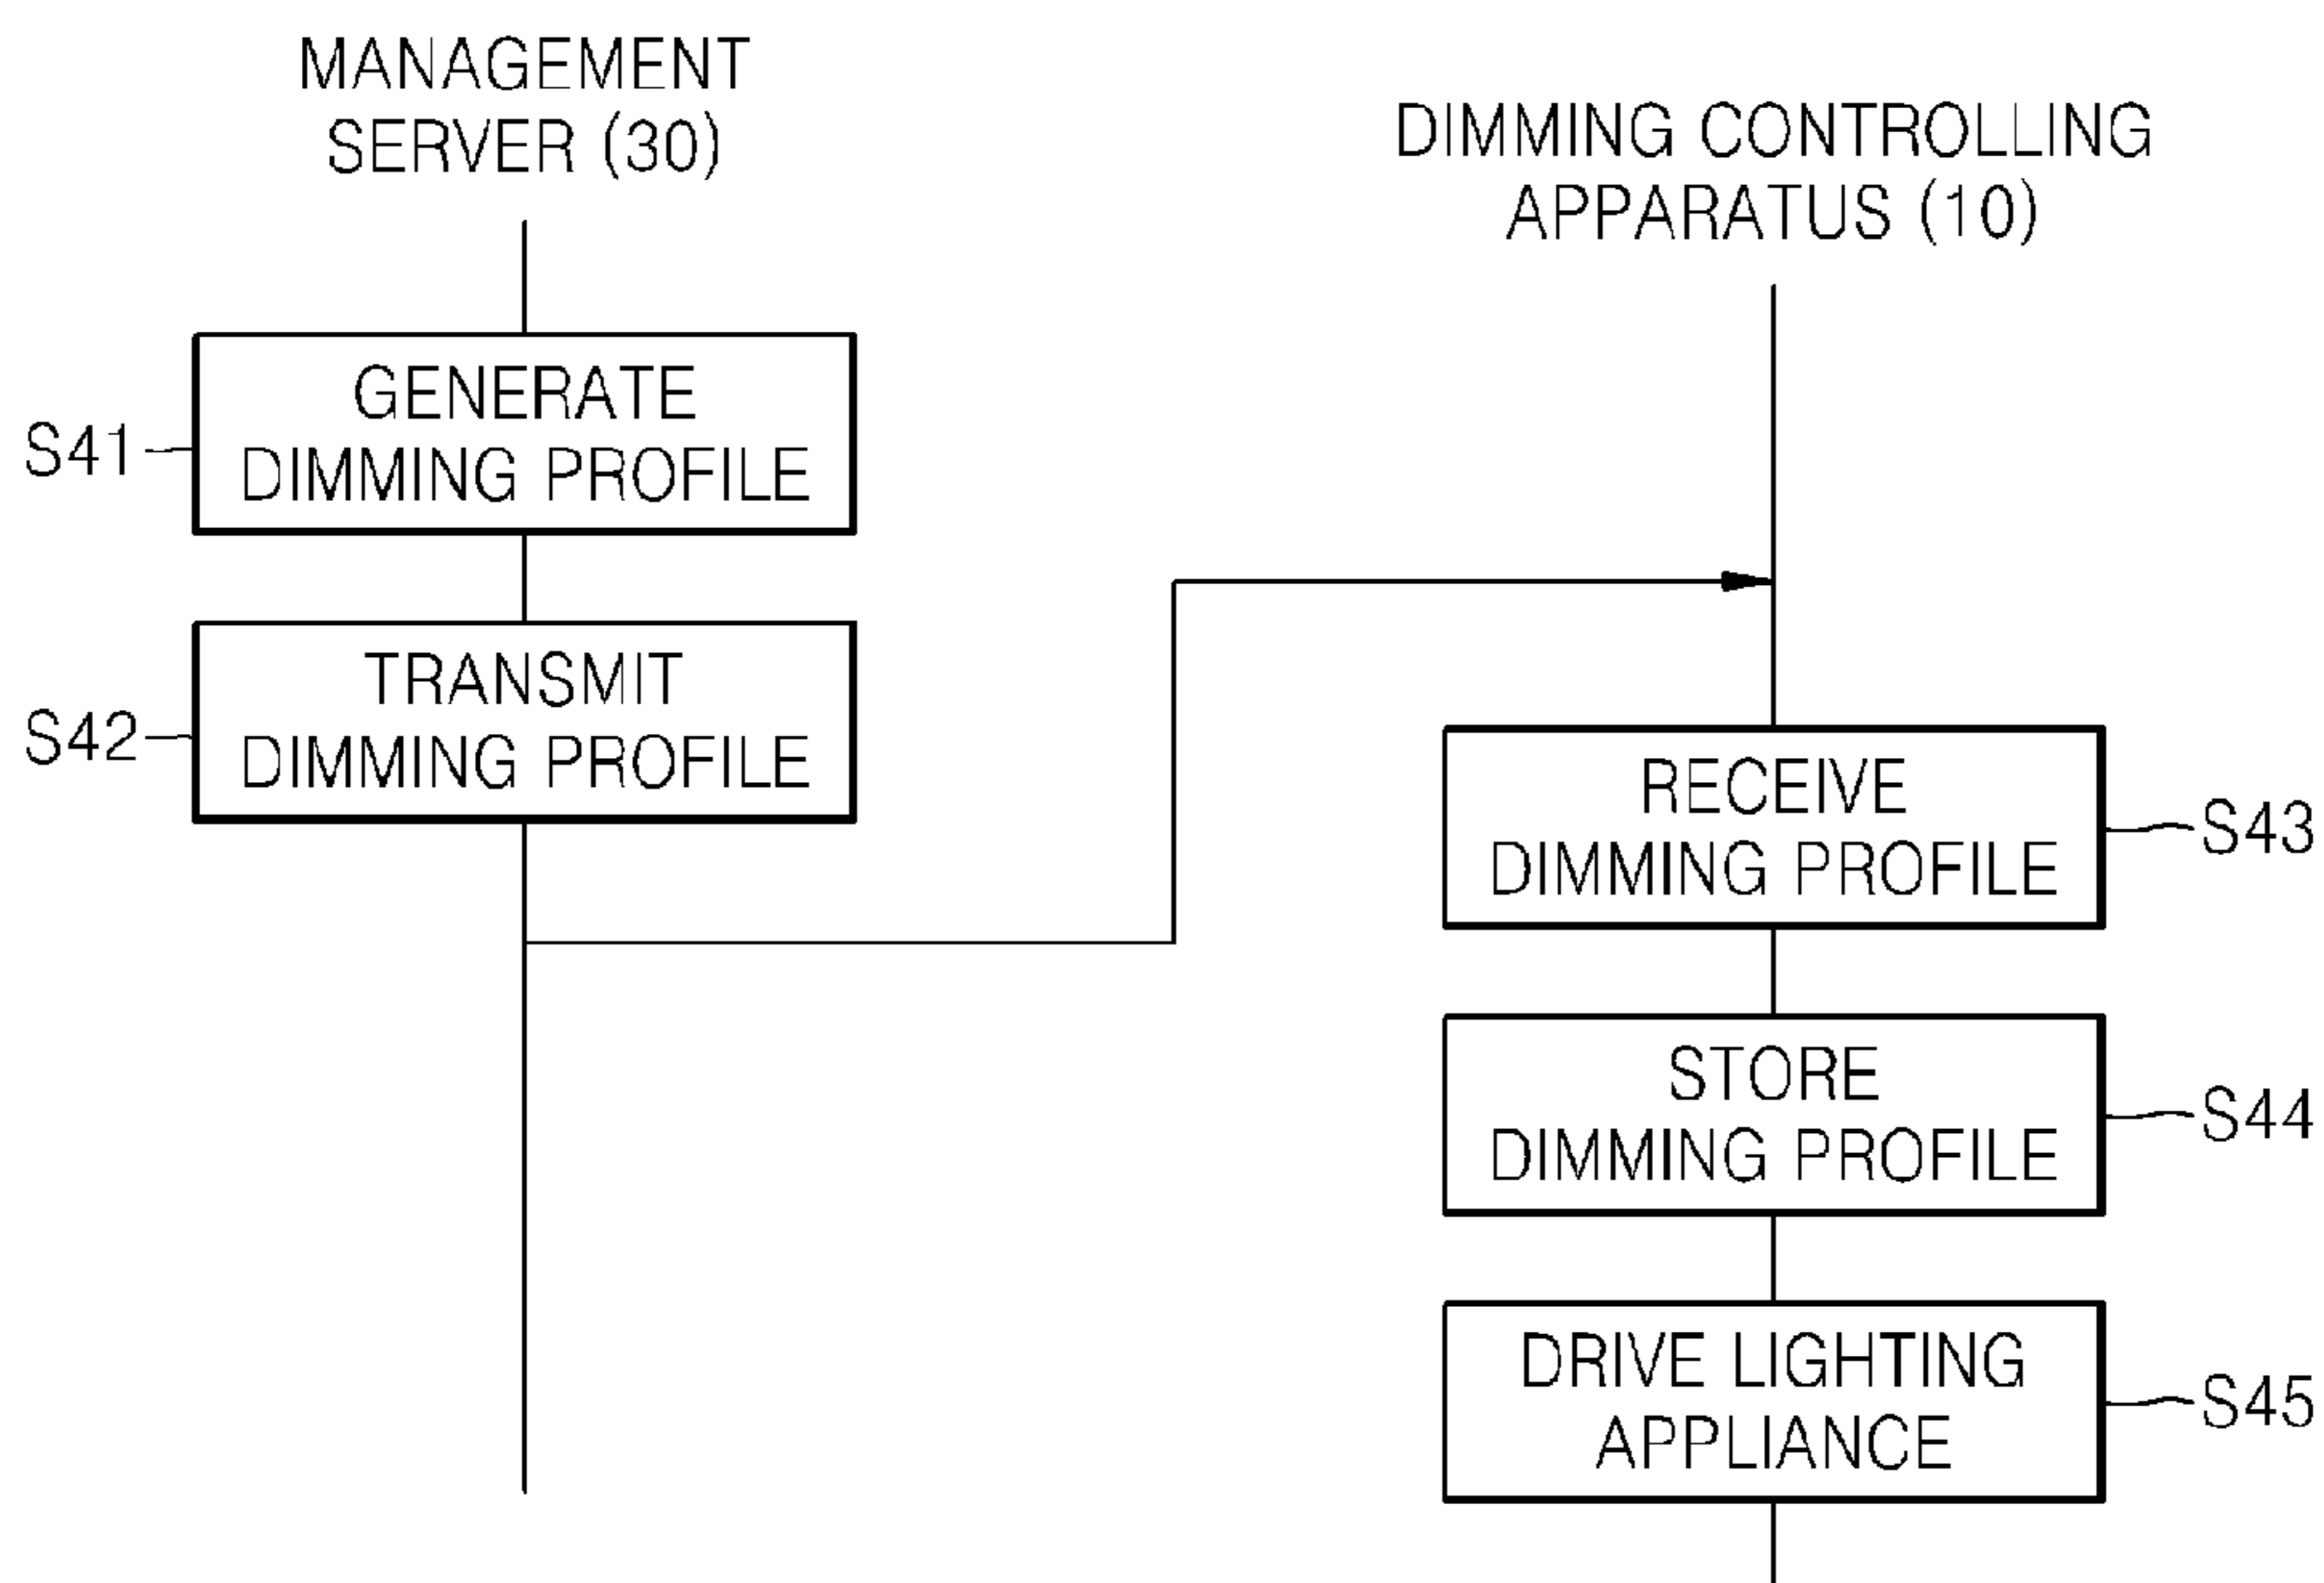 MANAGEMENT
SERVER (30)
DIMMING CONTROLLING
APPARATUS (10)
S41
GENERATE
DIMMING PROFILE
S42
TRANSMIT
DIMMING PROFILE
RECEIVE
DIMMING PROFILE
S43
STORE
DIMMING PROFILE
S44
DRIVE LIGHTING
APPLIANCE
S45